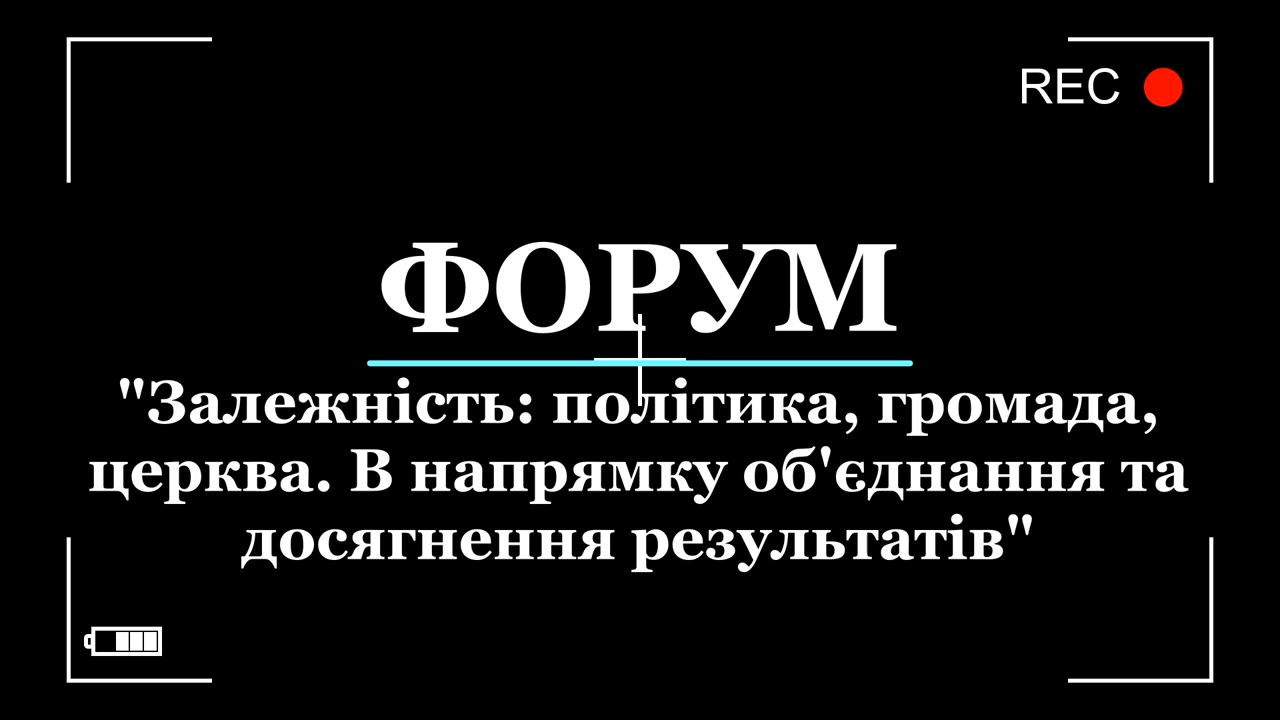 REC
ФОРУМ
"Залежність: політика, громада,
церква. В напрямку об'єднання та
досягнення результатів"